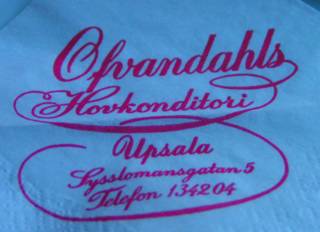 Ofvandahls
Hovkonditori
Upsala
Sysslomansgatan 5
Telefon 134204